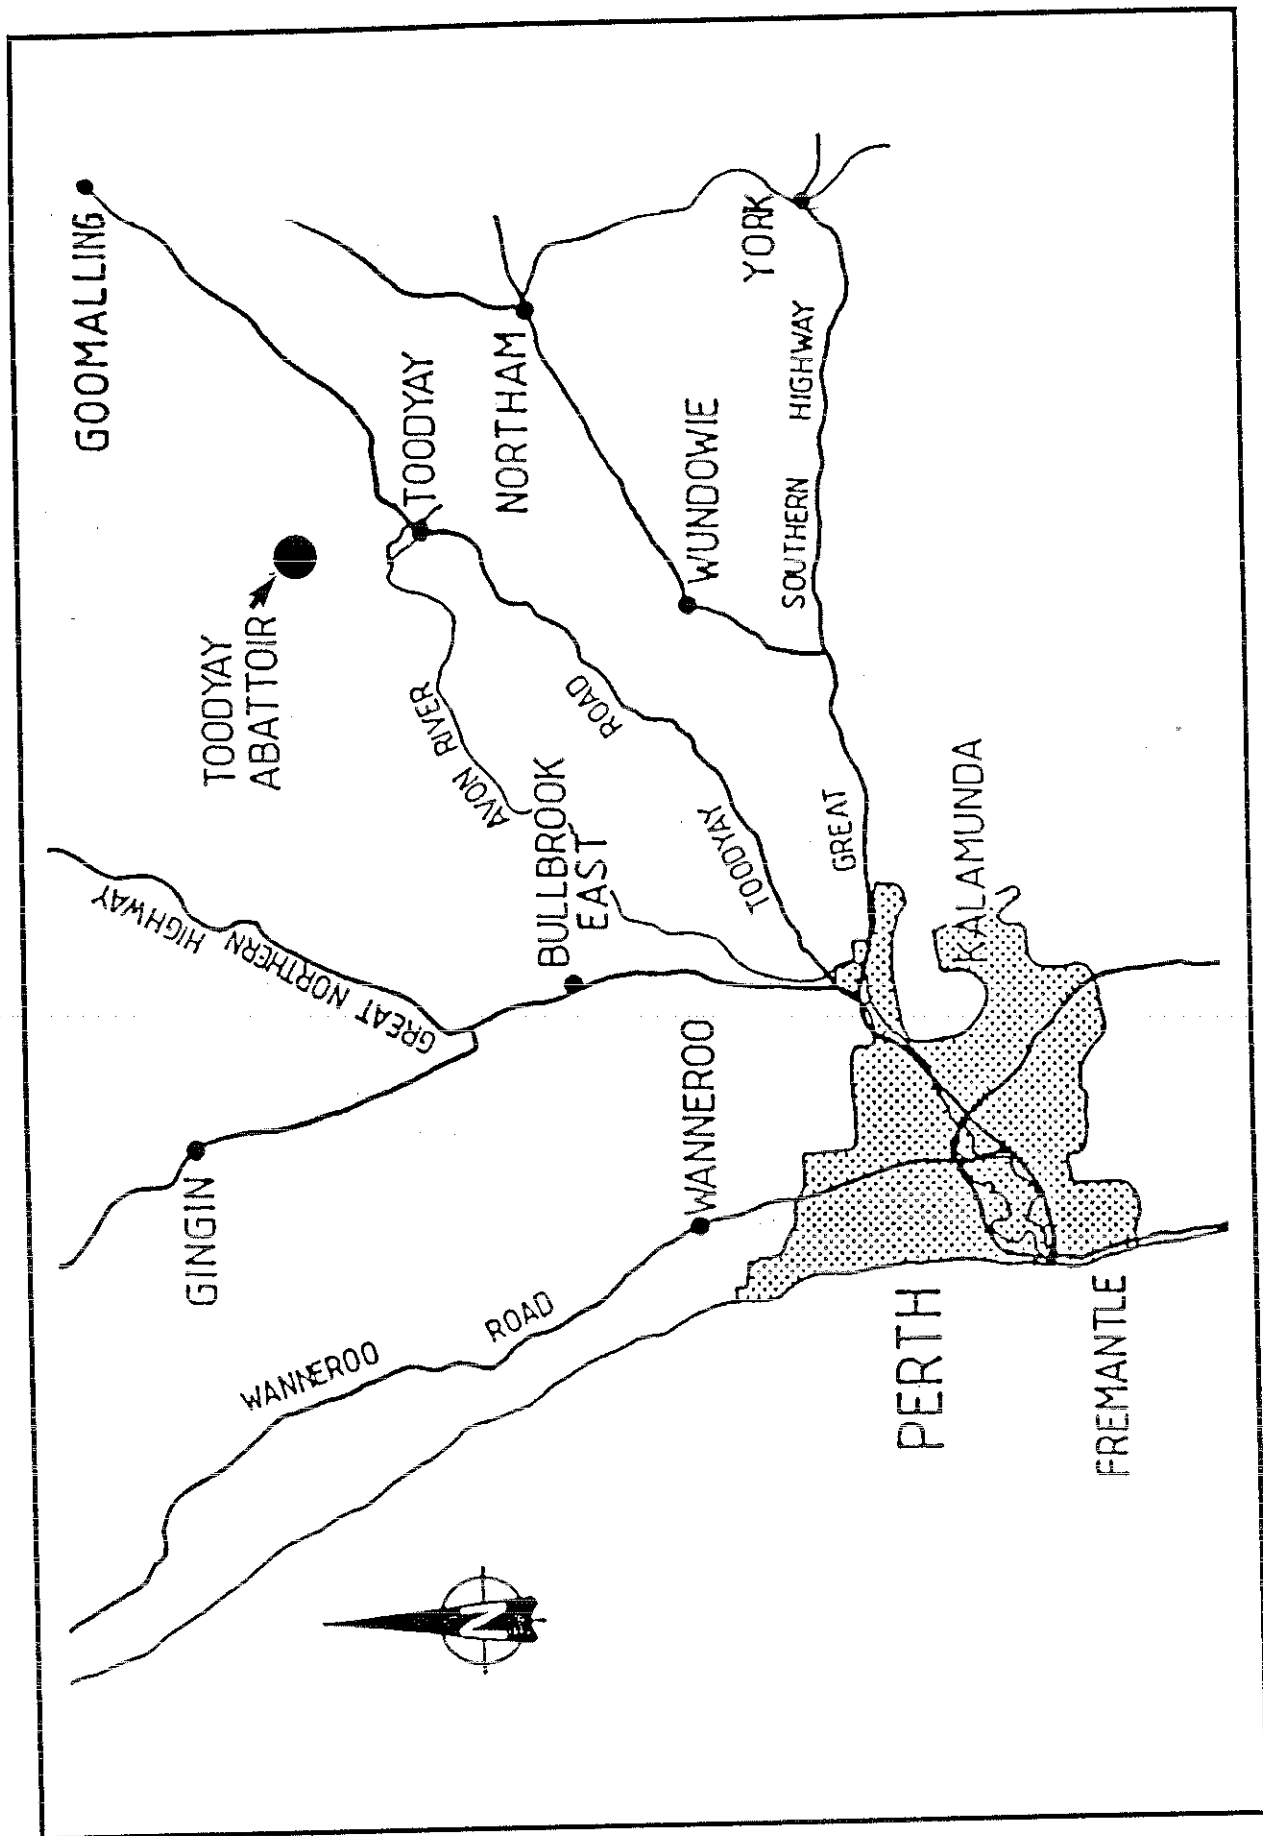 GOOMALLING
GREAT NORTHERN
HIGHWAY
GINGIN
TOODYAY
ABATTOIR
WANNEROO
ROAD
TOODYAY
AVON RIVER
N
NORTHAM
BULLBROOK
EAST
TOODYAY
ROAD
WANNEROO
WUNDOWIE
YORK
GREAT
SOUTHERN
HIGHWAY
PERTH
KALAMUNDA
FREMANTLE